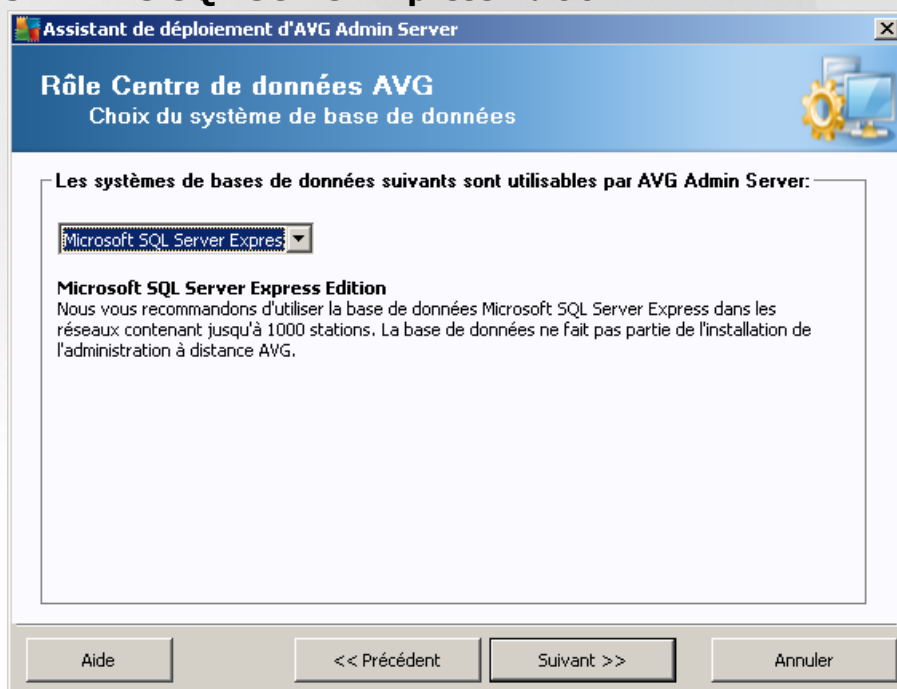 Assistant de déploiement d'AVG Admin Server
Rôle Centre de données AVG
Choix du système de base de données
Les systèmes de bases de données suivants sont utilisables par AVG Admin Server:
Microsoft SQL Server Expres
Microsoft SQL Server Express Edition
Nous vous recommandons d'utiliser la base de données Microsoft SQL Server Express dans les
réseaux contenant jusqu'à 1000 stations. La base de données ne fait pas partie de l'installation de
l'administration à distance AVG.
Aide
<< Précédent
Suivant >>
Annuler